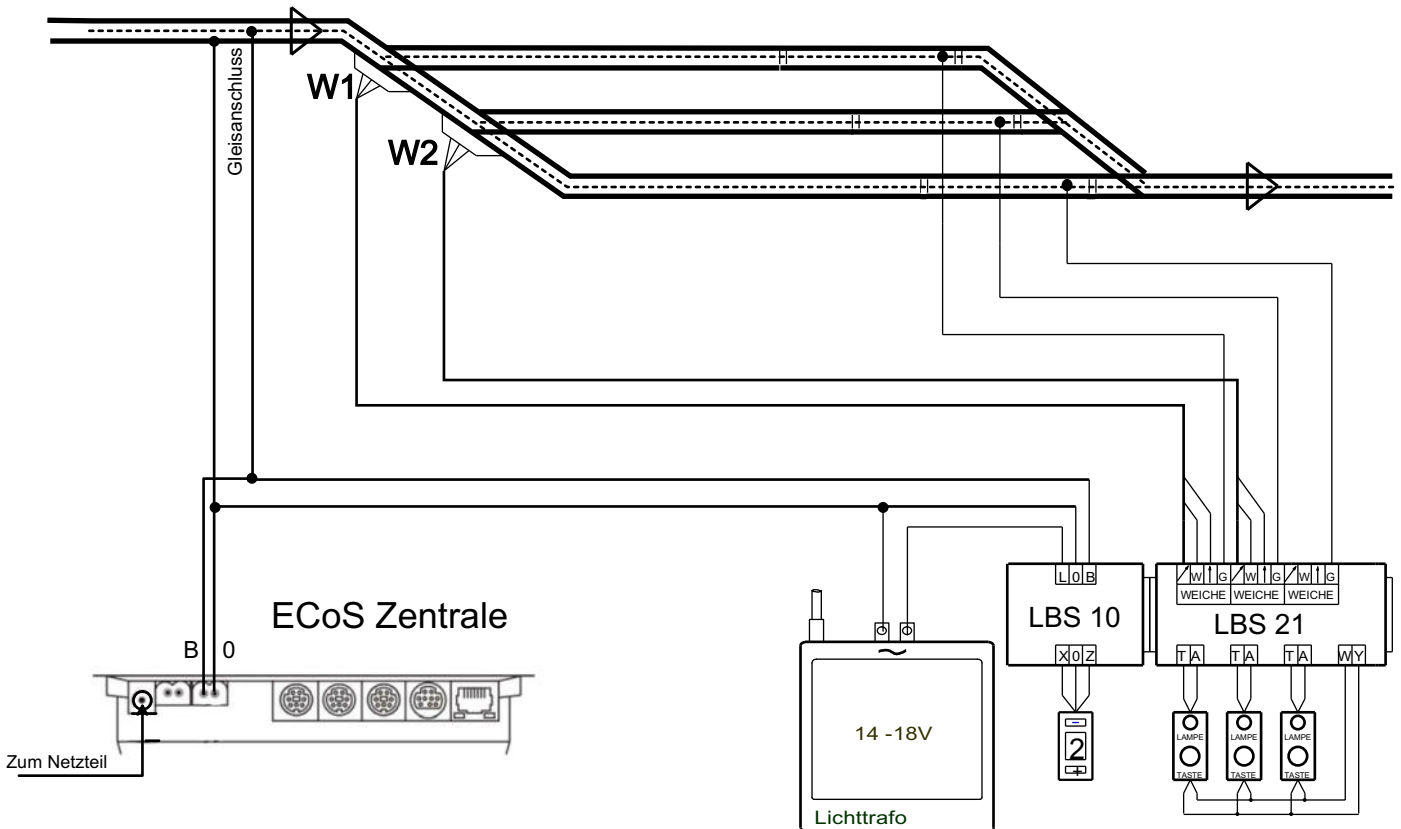 Gleisanschluss
W1
W2
ECoS Zentrale
B 0
Zum Netzteil
14 -18V
Lichttrafo
L 0 B
LBS 10
X 0 Z
2
W G W G W G
WEICHE WEICHE WEICHE
LBS 21
T A T A T A W Y
LAMPE LAMPE LAMPE
TASTE TASTE TASTE